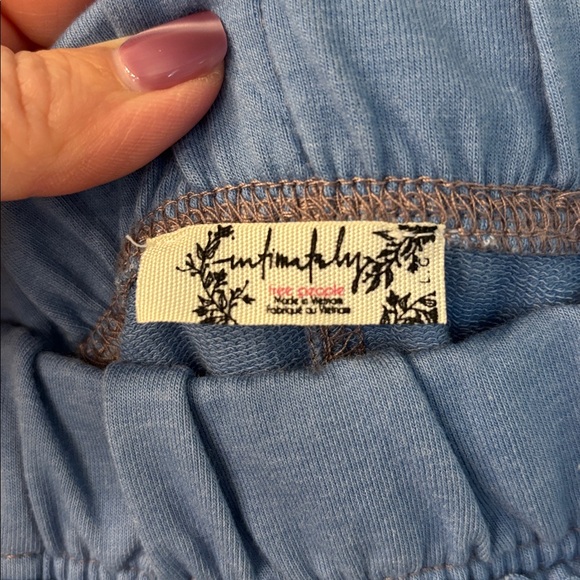 intimately
free people
Made in Vietnam
Fabriqué au Vietnam